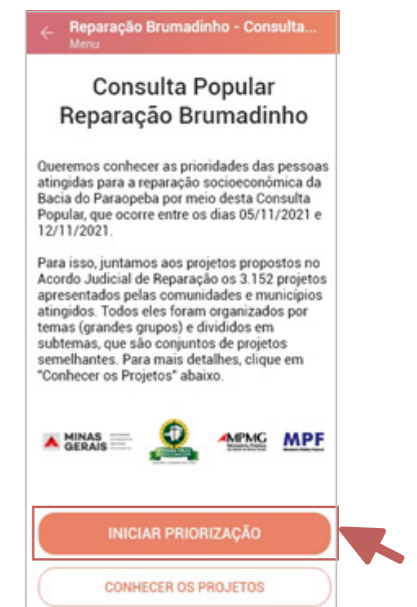 Reparação Brumadinho - Consulta...
Menu
Consulta Popular
Reparação Brumadinho
Queremos conhecer as prioridades das pessoas
atingidas para a reparação socioeconômica da
Bacia do Paraopeba por meio desta Consulta
Popular, que ocorre entre os dias 05/11/2021 e
12/11/2021.
Para isso, juntamos aos projetos propostos no
Acordo Judicial de Reparação os 3.152 projetos
apresentados pelas comunidades e municípios
atingidos. Todos eles foram organizados por
temas (grandes grupos) e divididos em
subtemas, que são conjuntos de projetos
semelhantes. Para mais detalhes, clique em
"Conhecer os Projetos" abaixo.
MINAS
GERAIS
MPMG
MPF
Ministério Público Federal
INICIAR PRIORIZAÇÃO
CONHECER OS PROJETOS